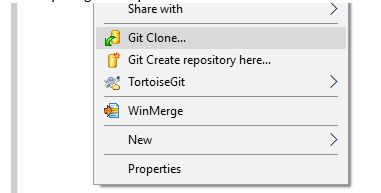 Share with
Git Clone...
Git Create repository here...
TortoiseGit
WinMerge
New
Properties